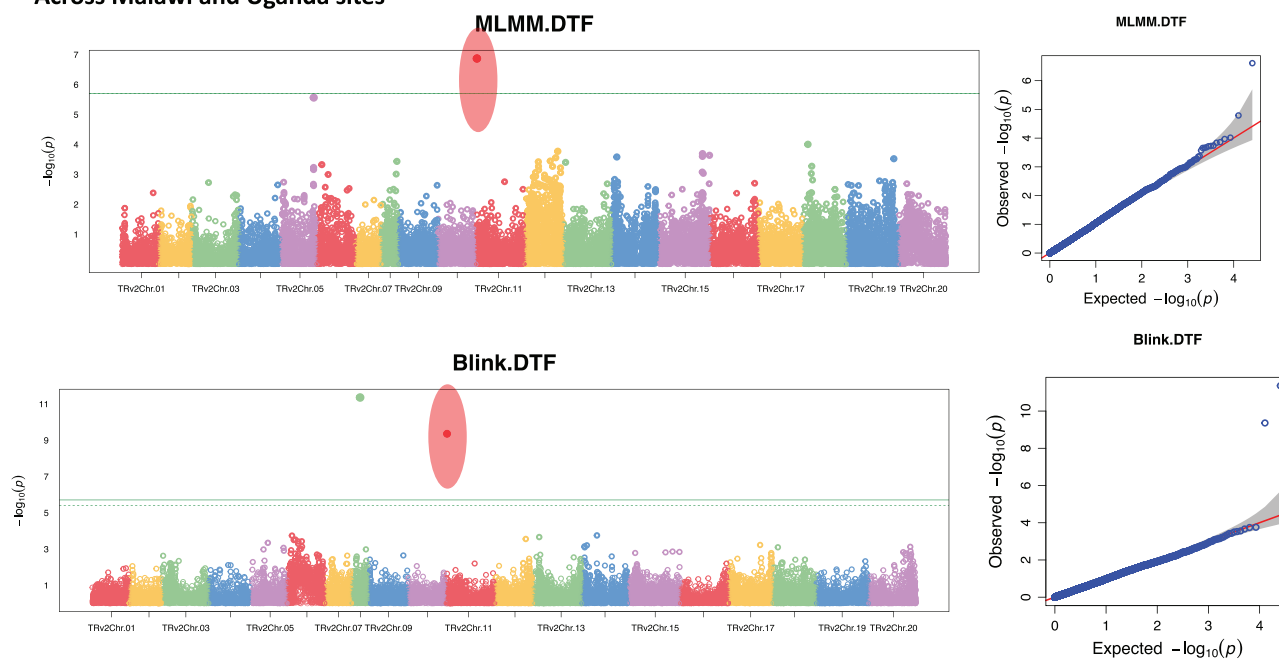 Across Malawi and Uganda sites
MLMM.DTF
7
6
5
4
3
2
1
−log10(p)
TRv2Chr.01 TRv2Chr.03 TRv2Chr.05 TRv2Chr.07 TRv2Chr.09 TRv2Chr.11 TRv2Chr.13 TRv2Chr.15 TRv2Chr.17 TRv2Chr.19 TRv2Chr.20
MLMM.DTF
Observed −log10(p)
6
5
4
3
2
1
0
0 1 2 3 4
Expected −log10(p)
Blink.DTF
11
9
7
5
3
1
−log10(p)
TRv2Chr.01 TRv2Chr.03 TRv2Chr.05 TRv2Chr.07 TRv2Chr.09 TRv2Chr.11 TRv2Chr.13 TRv2Chr.15 TRv2Chr.17 TRv2Chr.19 TRv2Chr.20
Blink.DTF
Observed −log10(p)
10
8
6
4
2
0
0 1 2 3 4
Expected −log10(p)